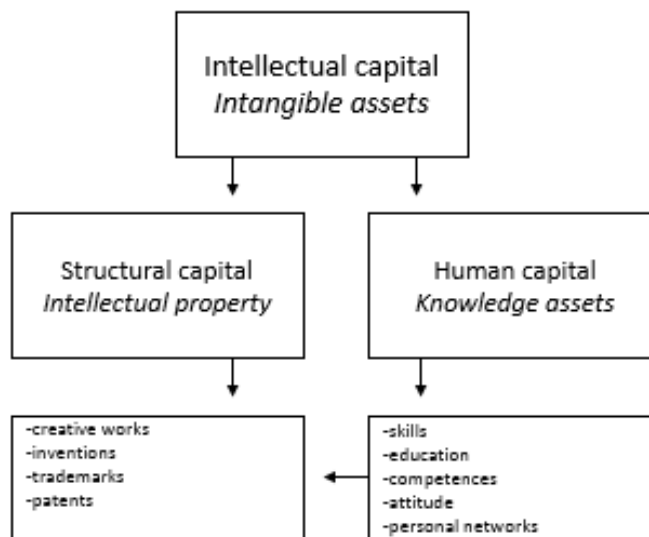 Intellectual capital
Intangible assets
Structural capital
Intellectual property
Human capital
Knowledge assets
-creative works
-inventions
-trademarks
-patents
-skills
-education
-competences
-attitude
-personal networks